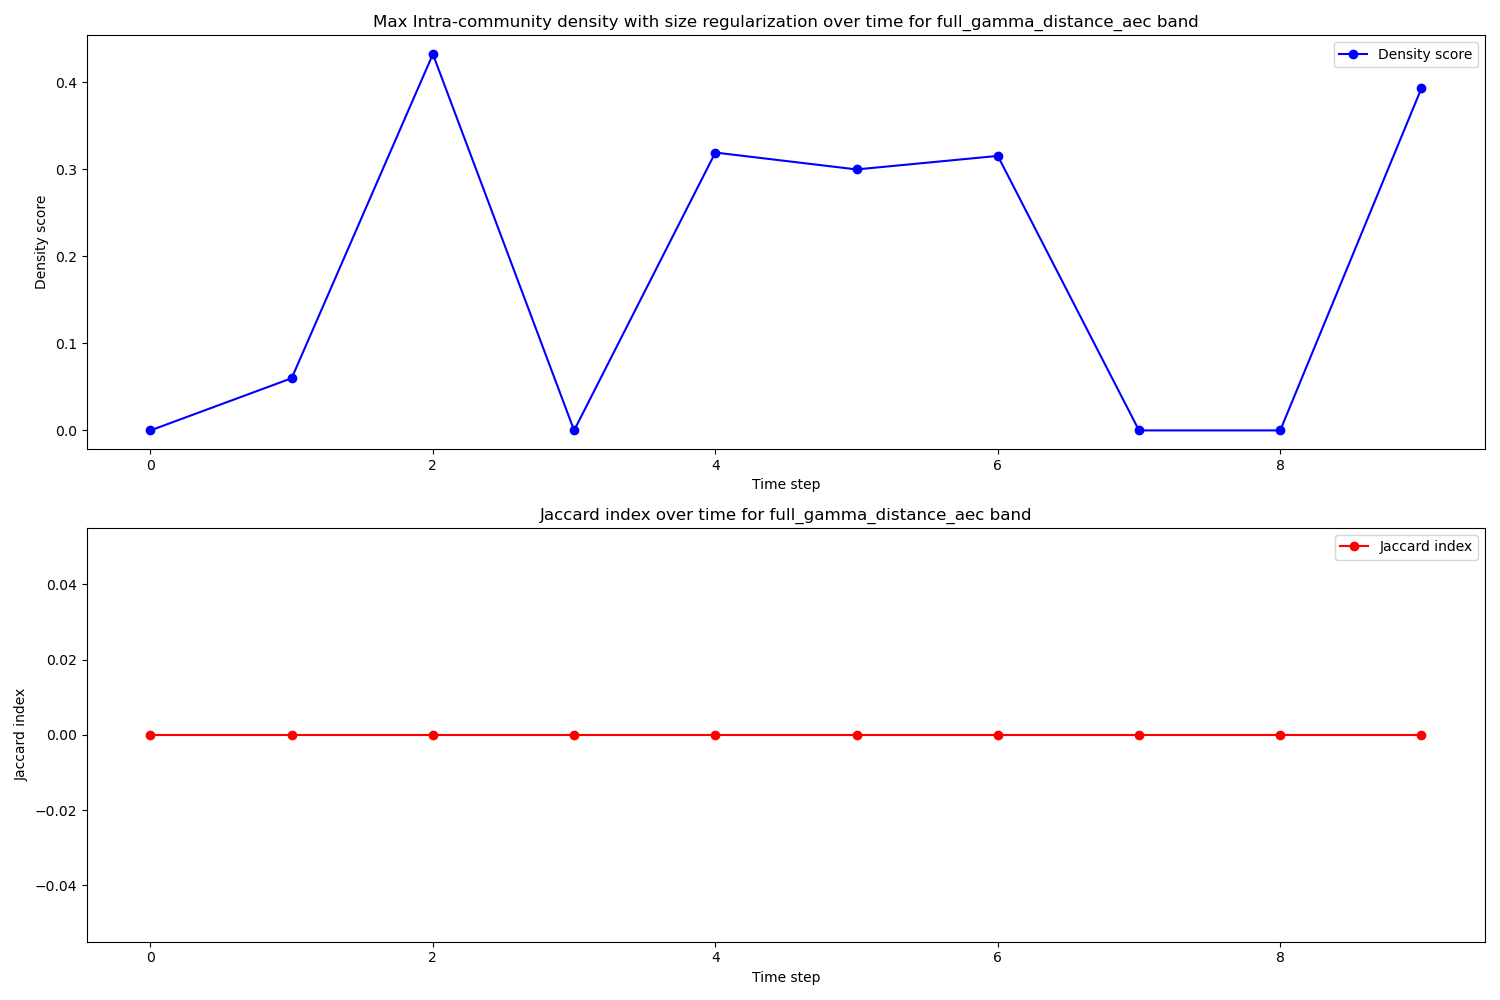 Max Intra-community density with size regularization over time for full_gamma_distance_aec band
Density score
0.4
0.3
0.2
0.1
0.0
Density score
0 2 4 6 8
Time step
Jaccard index over time for full_gamma_distance_aec band
Jaccard index
0.04
0.02
0.00
−0.02
−0.04
Jaccard index
0 2 4 6 8
Time step